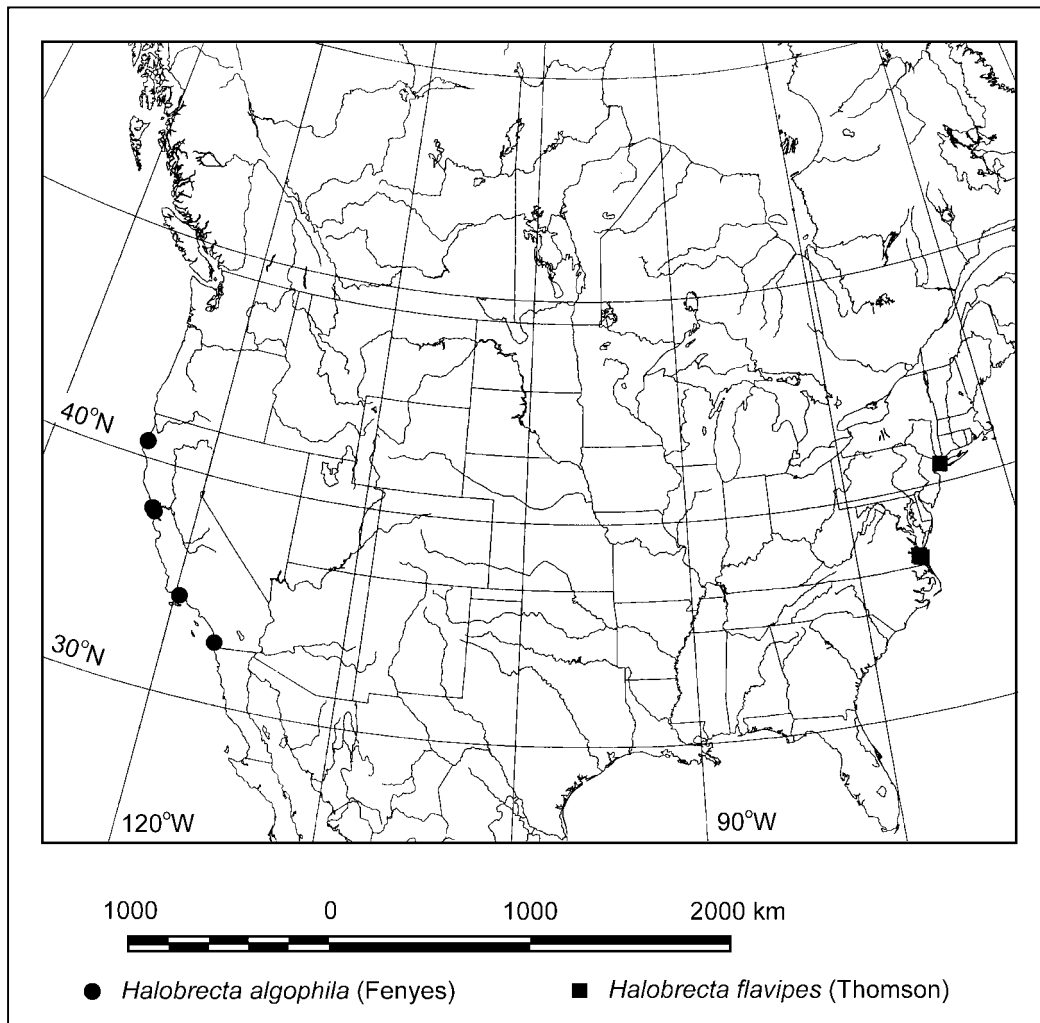 40°N
30°N
120°W
90°W
1000 0 1000 2000 km
Halobrecta algophila (Fenyes) Halobrecta flavipes (Thomson)